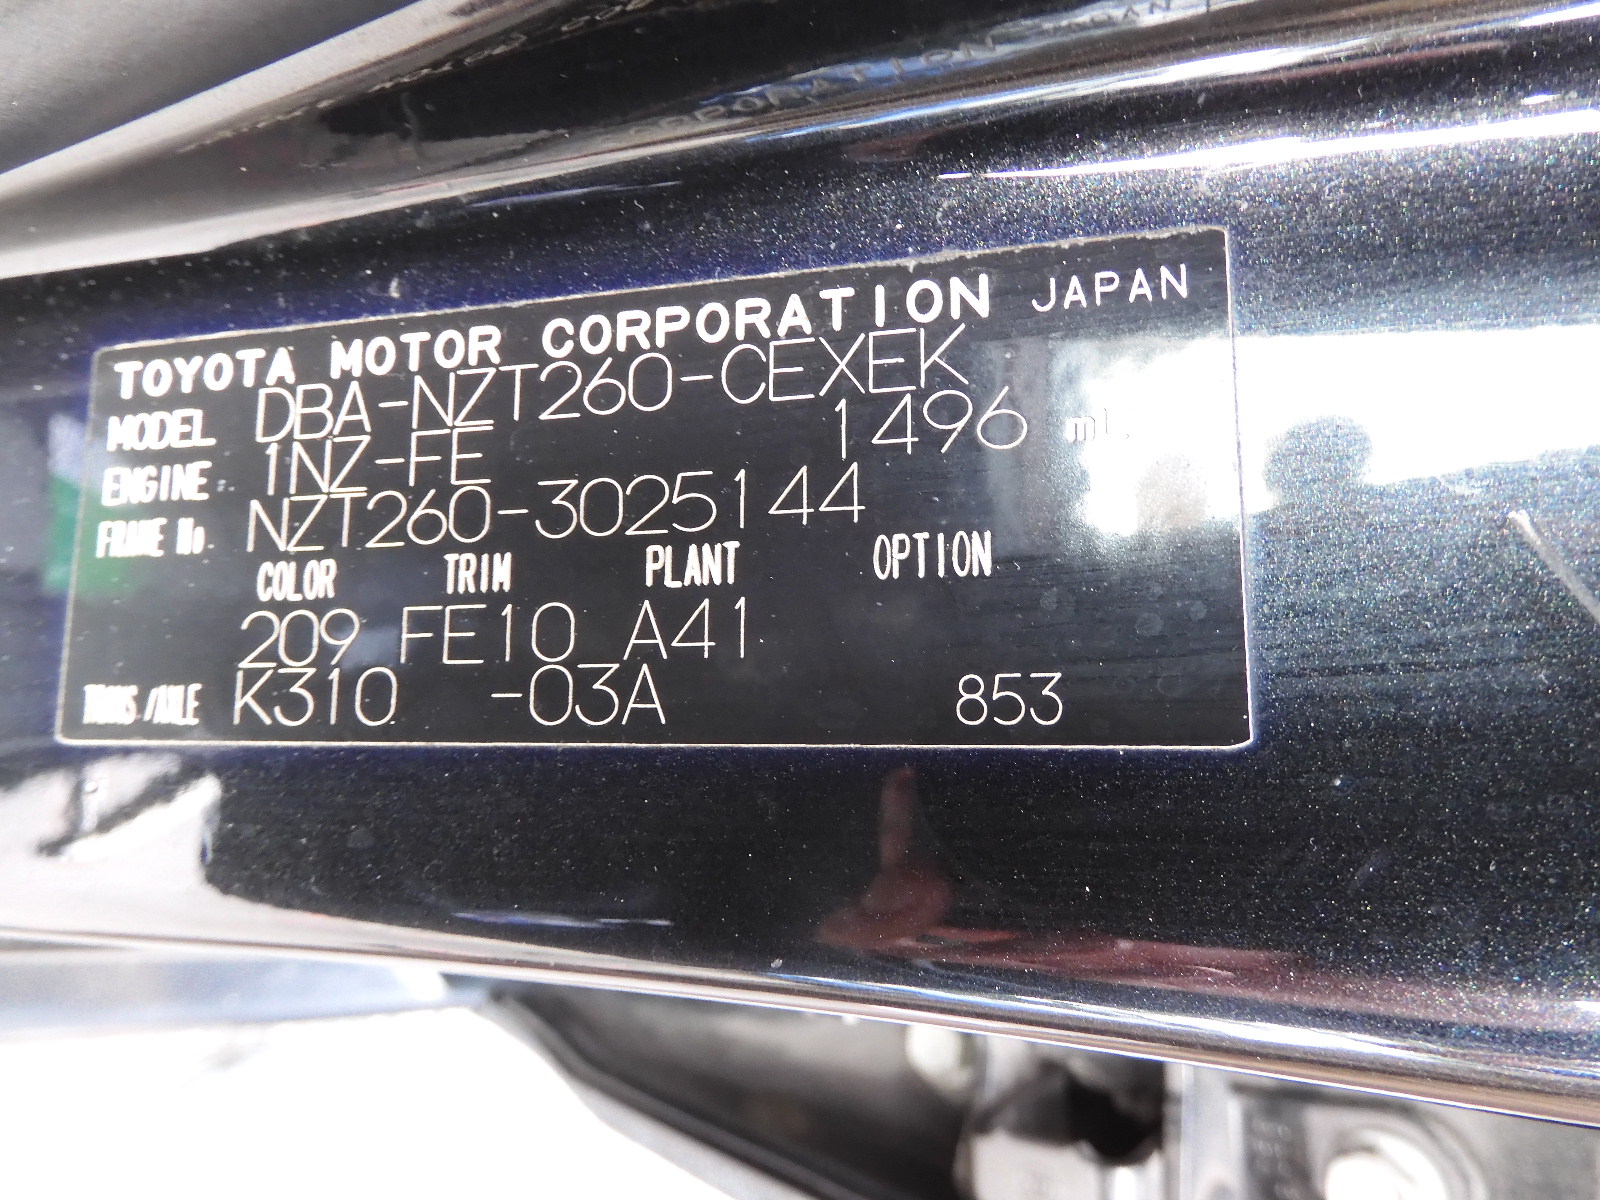 TOYOTA MOTOR CORPORATION JAPAN
MODEL DBA-NZT260-CEXEK
ENGINE 1NZ-FE 1496 mL
FRAME No. NZT260-3025144
COLOR TRIM PLANT OPTION
209 FE10 A41
TRANS./AXLE K310 -03A 853